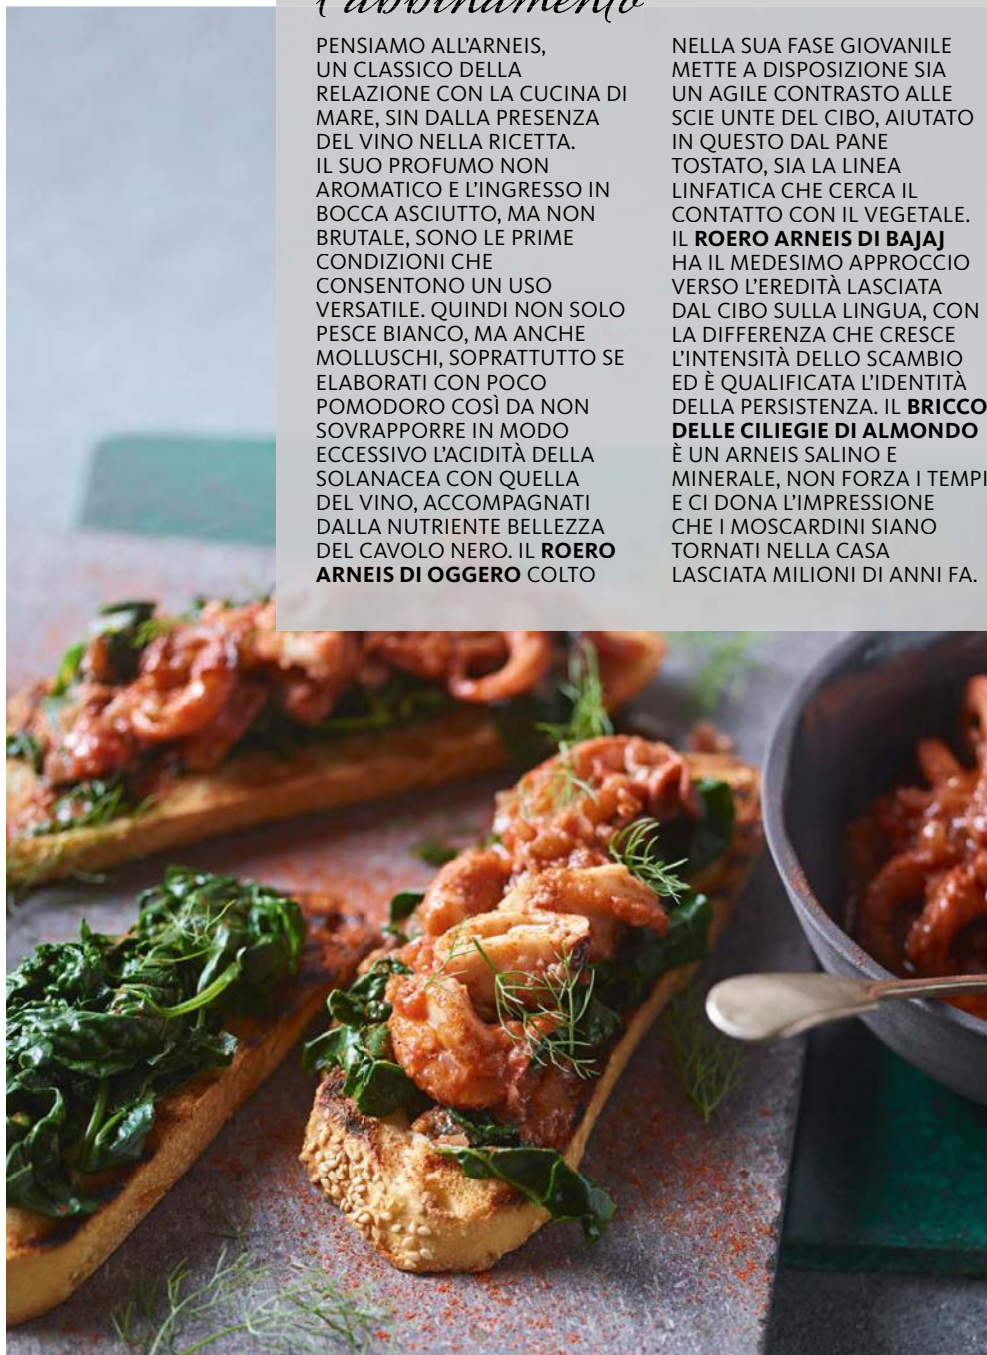 l'abbinamento
PENSIAMO ALL'ARNEIS,
UN CLASSICO DELLA
RELAZIONE CON LA CUCINA DI
MARE, SIN DALLA PRESENZA
DEL VINO NELLA RICETTA.
IL SUO PROFUMO NON
AROMATICO E L'INGRESSO IN
BOCCA ASCIUTTO, MA NON
BRUTALE, SONO LE PRIME
CONDIZIONI CHE
CONSENTONO UN USO
VERSATILE. QUINDI NON SOLO
PESCE BIANCO, MA ANCHE
MOLLUSCHI, SOPRATTUTTO SE
ELABORATI CON POCO
POMODORO COSÌ DA NON
SOVRAPPORRE IN MODO
ECCESSIVO L'ACIDITÀ DELLA
SOLANACEA CON QUELLA
DEL VINO, ACCOMPAGNATI
DALLA NUTRIENTE BELLEZZA
DEL CAVOLO NERO. IL ROERO
ARNEIS DI OGGERO COLTO
NELLA SUA FASE GIOVANILE
METTE A DISPOSIZIONE SIA
UN AGILE CONTRASTO ALLE
SCIE UNTE DEL CIBO, AIUTATO
IN QUESTO DAL PANE
TOSTATO, SIA LA LINEA
LINFATICA CHE CERCA IL
CONTATTO CON IL VEGETALE.
IL ROERO ARNEIS DI BAJAJ
HA IL MEDESIMO APPROCCIO
VERSO L'EREDITÀ LASCIATA
DAL CIBO SULLA LINGUA, CON
LA DIFFERENZA CHE CRESCE
L'INTENSITÀ DELLO SCAMBIO
ED È QUALIFICATA L'IDENTITÀ
DELLA PERSISTENZA. IL BRICCO
DELLE CILIEGIE DI ALMONDO
È UN ARNEIS SALINO E
MINERALE, NON FORZA I TEMPI
E CI DONA L'IMPRESSIONE
CHE I MOSCARDINI SIANO
TORNATI NELLA CASA
LASCIATA MILIONI DI ANNI FA.